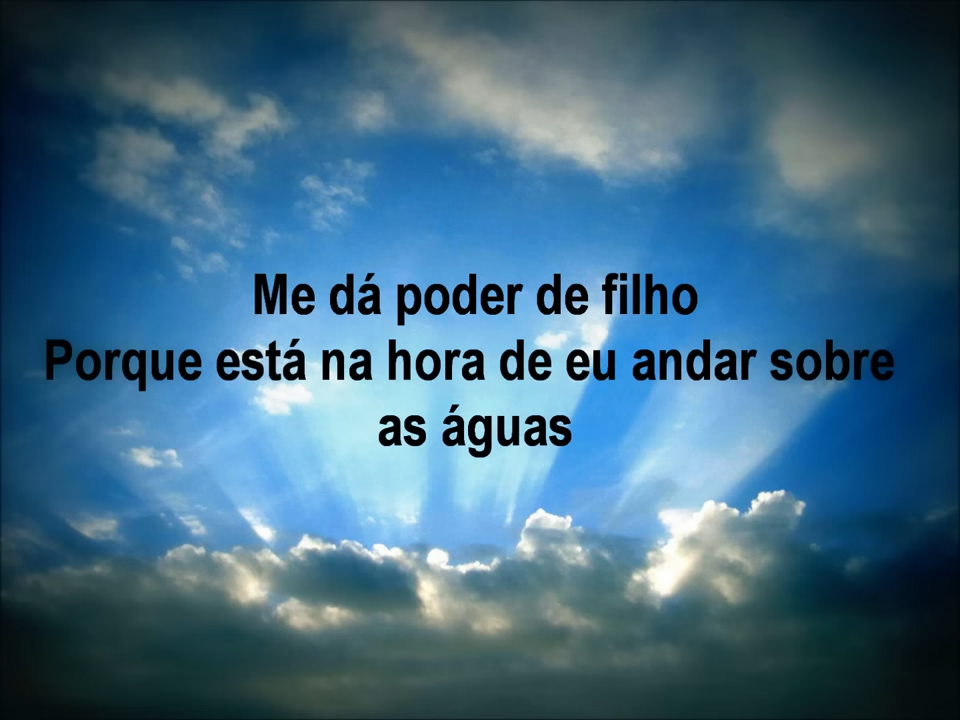 Me dá poder de filho
Porque está na hora de eu andar sobre
as águas